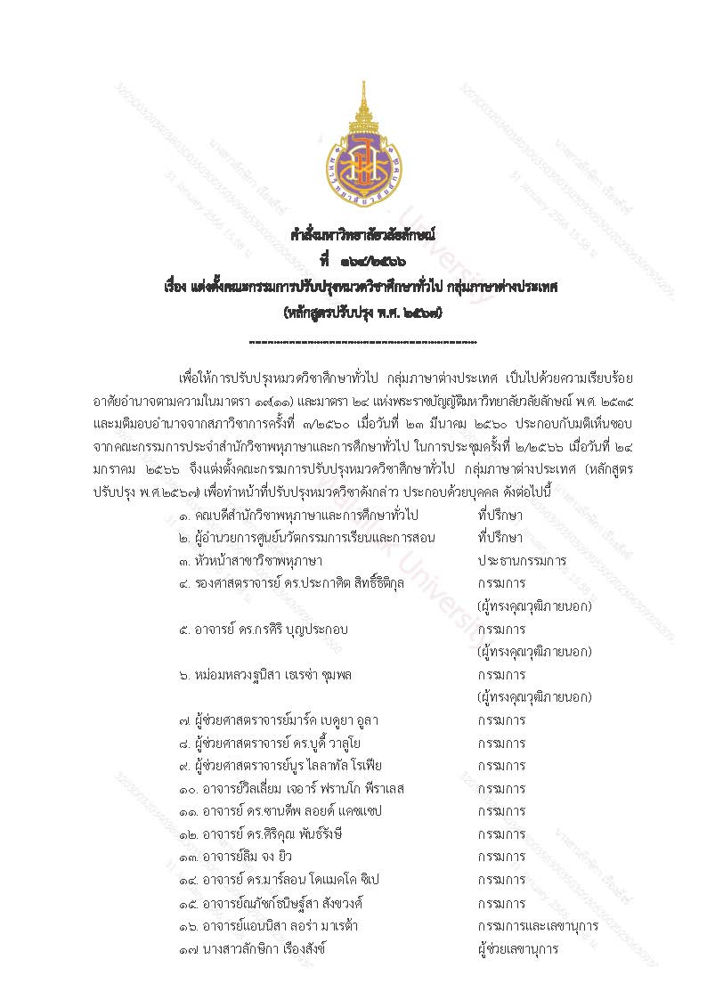 มหาวิทยาลัยวลัยลักษณ์
คำสั่งมหาวิทยาลัยวลัยลักษณ์
ที่ ๑๖๔/๒๕๖๖
เรื่อง แต่งตั้งคณะกรรมการปรับปรุงหมวดวิชาศึกษาทั่วไป กลุ่มภาษาต่างประเทศ
(หลักสูตรปรับปรุง พ.ศ. ๒๕๖๗)
เพื่อให้การปรับปรุงหมวดวิชาศึกษาทั่วไป กลุ่มภาษาต่างประเทศ เป็นไปด้วยความเรียบร้อย
อาศัยอำนาจตามความในมาตรา ๑๙(๑๑) และมาตรา ๒๔ แห่งพระราชบัญญัติมหาวิทยาลัยวลัยลักษณ์ พ.ศ. ๒๕๓๕
และมติมอบอำนาจจากสภาวิชาการครั้งที่ ๓/๒๕๖๐ เมื่อวันที่ ๒๓ มีนาคม ๒๕๖๐ ประกอบกับมติเห็นชอบ
จากคณะกรรมการประจำสำนักวิชาพหุภาษาและการศึกษาทั่วไป ในการประชุมครั้งที่ ๒/๒๕๖๖ เมื่อวันที่ ๒๔
มกราคม ๒๕๖๖ จึงแต่งตั้งคณะกรรมการปรับปรุงหมวดวิชาศึกษาทั่วไป กลุ่มภาษาต่างประเทศ (หลักสูตร
ปรับปรุง พ.ศ.๒๕๖๗) เพื่อทำหน้าที่ปรับปรุงหมวดวิชาดังกล่าว ประกอบด้วยบุคคล ดังต่อไปนี้
๑. คณบดีสำนักวิชาพหุภาษาและการศึกษาทั่วไป ที่ปรึกษา
๒. ผู้อำนวยการศูนย์นวัตกรรมการเรียนและการสอน ที่ปรึกษา
๓. หัวหน้าสาขาวิชาพหุภาษา ประธานกรรมการ
๔. รองศาสตราจารย์ ดร.ประกาศิต สิทธิ์ธิติกุล กรรมการ
(ผู้ทรงคุณวุฒิภายนอก)
๕. อาจารย์ ดร.กรศิริ บุญประกอบ กรรมการ
(ผู้ทรงคุณวุฒิภายนอก)
๖. หม่อมหลวงฐนิสา เธเรซ่า ชุมพล กรรมการ
(ผู้ทรงคุณวุฒิภายนอก)
๗ ผู้ช่วยศาสตราจารย์มาร์ค เบดูยา อูลา กรรมการ
๘. ผู้ช่วยศาสตราจารย์ ดร.บูดี้ วาลูโย กรรมการ
๙. ผู้ช่วยศาสตราจารย์นูร ไลลาทัล โรเฟีย กรรมการ
๑๐. อาจารย์วิลเลี่ยม เจอาร์ ฟรานโก พีราเลส กรรมการ
๑๑. อาจารย์ ดร.ซานดีพ ลอยด์ แคชแชป กรรมการ
๑๒. อาจารย์ ดร.ศิริคุณ พันธ์รังษี กรรมการ
๑๓. อาจารย์ลิม จง ยิว กรรมการ
๑๔. อาจารย์ ดร.มาร์ลอน โดแมคโค ซิเป กรรมการ
๑๕. อาจารย์ณภัชก์ธนิษฐ์สา สังขวงศ์ กรรมการ
๑๖. อาจารย์แอนนิสา ลอร่า มาเรต้า กรรมการและเลขานุการ
๑๗ นางสาวลักษิกา เรืองสังข์ ผู้ช่วยเลขานุการ
Walailak University
นางสาวลักษิกา เรืองสังข์
31 January 2566 15:58 น.